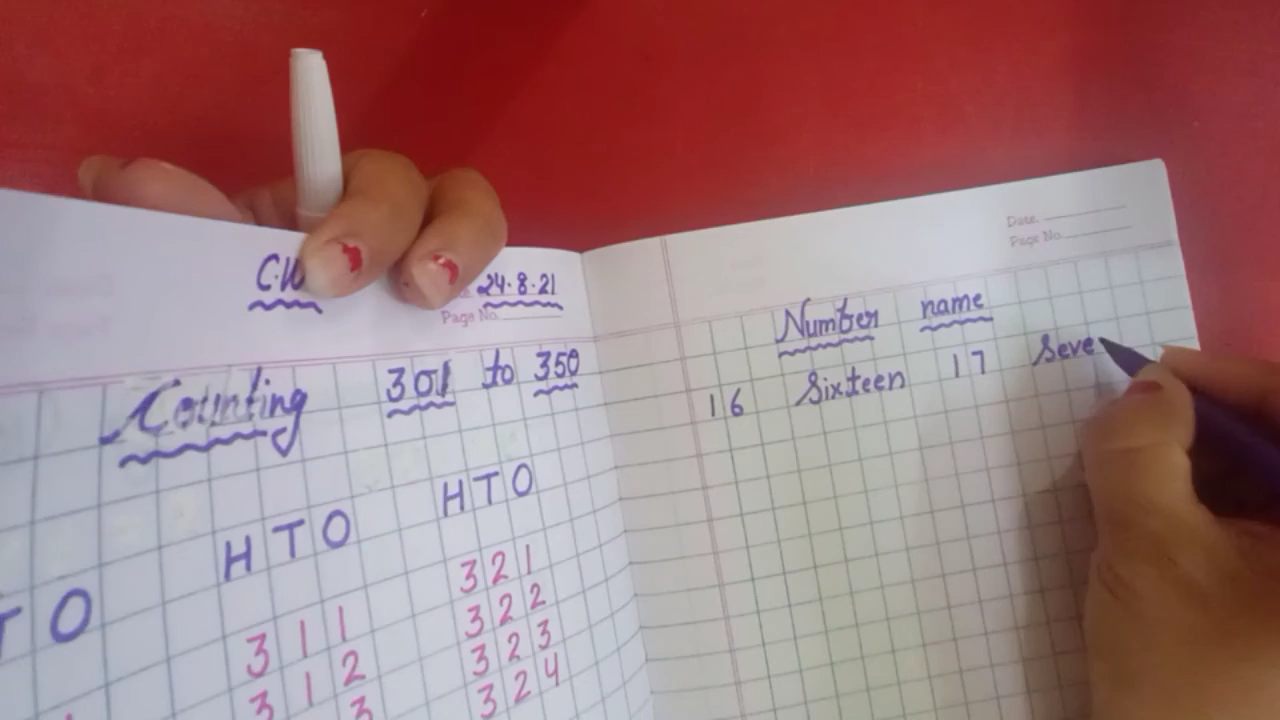 C.W
24.8.21
Page No.
Counting 301 to 350
H T O
H T O
T O
3 1 1
3 1 2
3
3 2 1
3 2 2
3 2 3
3 2 4
Date.
Page No.
Number name
16 Sixteen 17 Seve